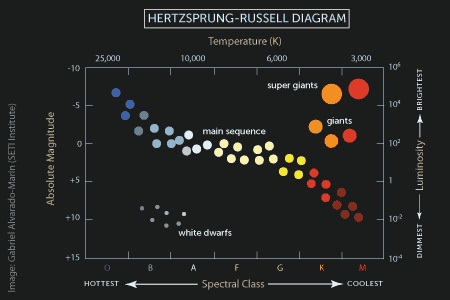 HERTZSPRUNG-RUSSELL DIAGRAM
Temperature (K)
25,000 10,000 6,000 3,000
-10 10⁶
super giants
-5 10⁴
giants
main sequence
0 10²
+5 1
+10 10⁻²
white dwarfs
+15 10⁻⁴
O B A F G K M
HOTTEST Spectral Class COOLEST
Absolute Magnitude
BRIGHTEST
Luminosity
DIMMEST
Image: Gabriel Alvarado-Marin (SETI Institute)